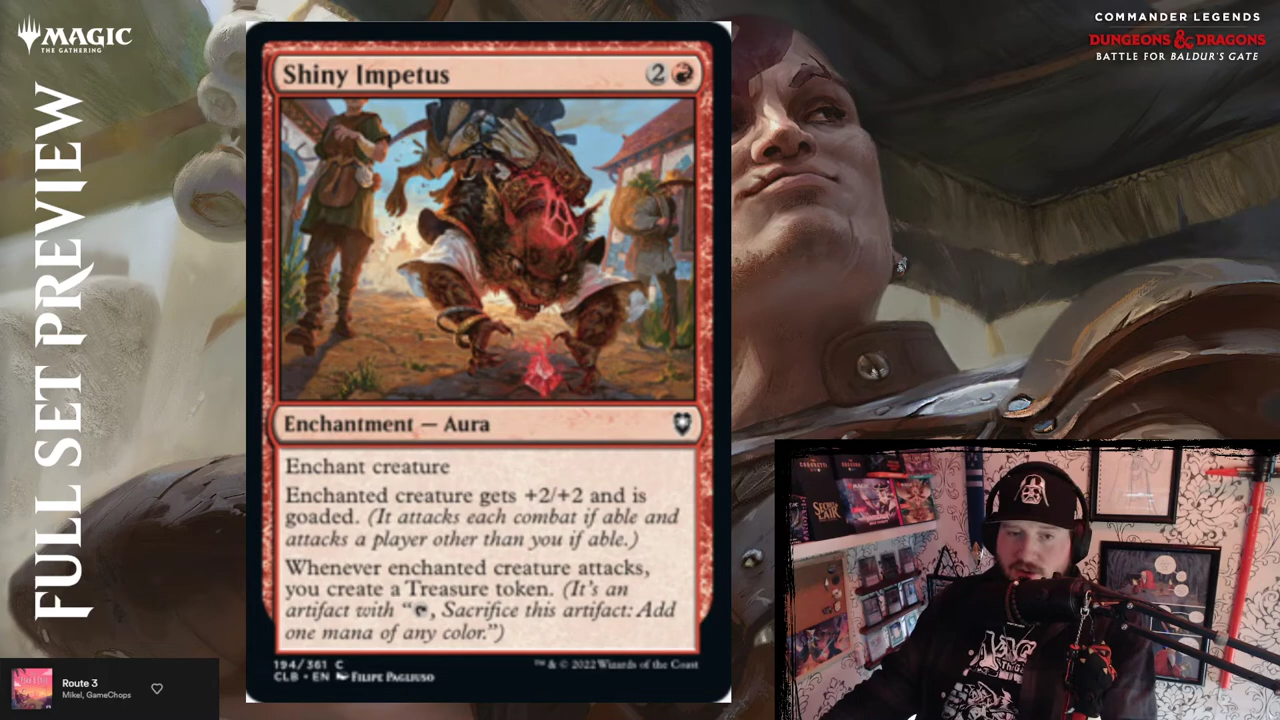 MAGIC
THE GATHERING
FULL SET PREVIEW
COMMANDER LEGENDS
DUNGEONS & DRAGONS
BATTLE FOR BALDUR'S GATE
Shiny Impetus 2
Enchantment — Aura
Enchant creature
Enchanted creature gets +2/+2 and is
goaded. (It attacks each combat if able and
attacks a player other than you if able.)
Whenever enchanted creature attacks,
you create a Treasure token. (It's an
artifact with “, Sacrifice this artifact: Add
one mana of any color.”)
194/361 C
CLB • EN FILIPE PAGLIUSO
™ & © 2022 Wizards of the Coast
Route 3
Mikel, GameChops
SECRET
LAIR